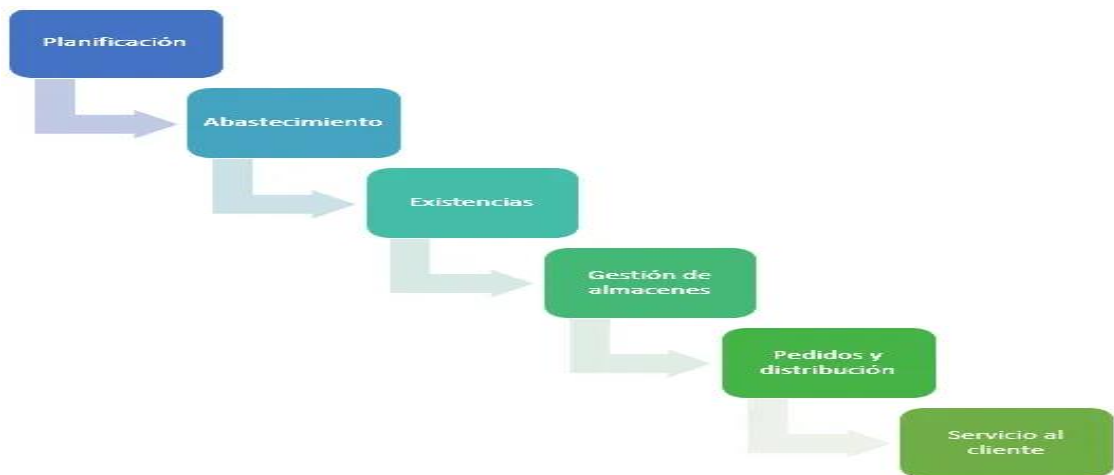 Planificación
Abastecimiento
Existencias
Gestión de
almacenes
Pedidos y
distribución
Servicio al
cliente